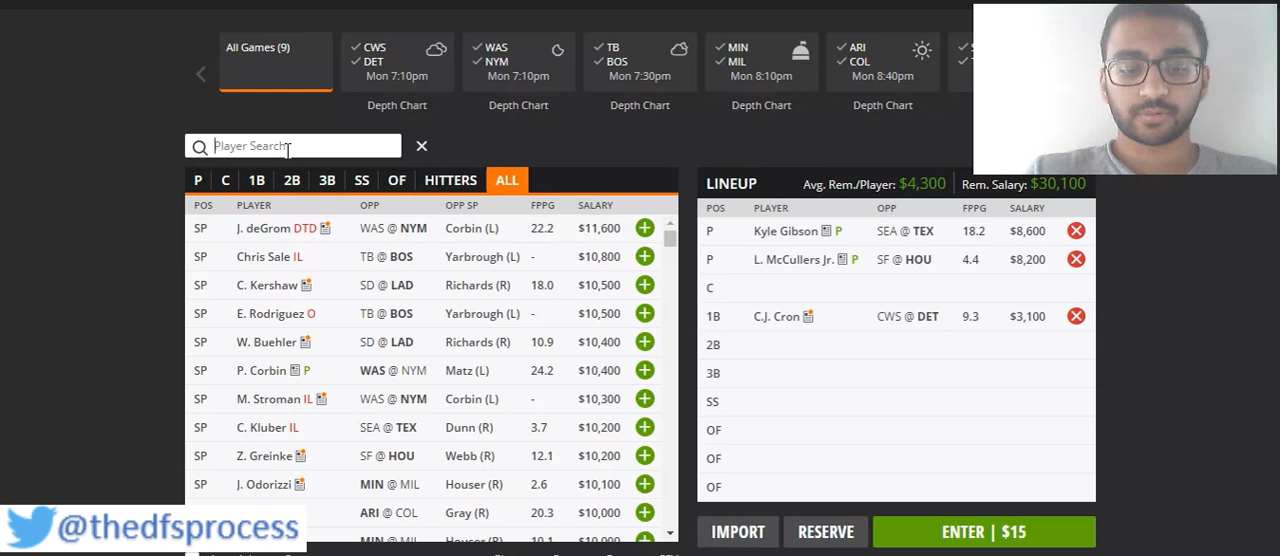 All Games (9)
CWS
DET
Mon 7:10pm
WAS
NYM
Mon 7:10pm
TB
BOS
Mon 7:30pm
MIN
MIL
Mon 8:10pm
ARI
COL
Mon 8:40pm
Depth Chart
Depth Chart
Depth Chart
Depth Chart
Depth Chart
Player Search
P C 1B 2B 3B SS OF HITTERS ALL
POS PLAYER OPP OPP SP FPPG SALARY
SP J. deGrom DTD WAS @ NYM Corbin (L) 22.2 $11,600
SP Chris Sale IL TB @ BOS Yarbrough (L) - $10,800
SP C. Kershaw SD @ LAD Richards (R) 18.0 $10,500
SP E. Rodriguez O TB @ BOS Yarbrough (L) - $10,500
SP W. Buehler SD @ LAD Richards (R) 10.9 $10,400
SP P. Corbin P WAS @ NYM Matz (L) 24.2 $10,400
SP M. Stroman IL WAS @ NYM Corbin (L) - $10,300
SP C. Kluber IL SEA @ TEX Dunn (R) 3.7 $10,200
SP Z. Greinke SF @ HOU Webb (R) 12.1 $10,200
SP J. Odorizzi MIN @ MIL Houser (R) 2.6 $10,100
ARI @ COL Gray (R) 20.3 $10,000
MIN @ MIL Houser (R) 10.1 $10,000
LINEUP Avg. Rem./Player: $4,300 Rem. Salary: $30,100
POS PLAYER OPP FPPG SALARY
P Kyle Gibson P SEA @ TEX 18.2 $8,600
P L. McCullers Jr. P SF @ HOU 4.4 $8,200
C
1B C.J. Cron CWS @ DET 9.3 $3,100
2B
3B
SS
OF
OF
OF
IMPORT RESERVE ENTER | $15
@thedfsprocess